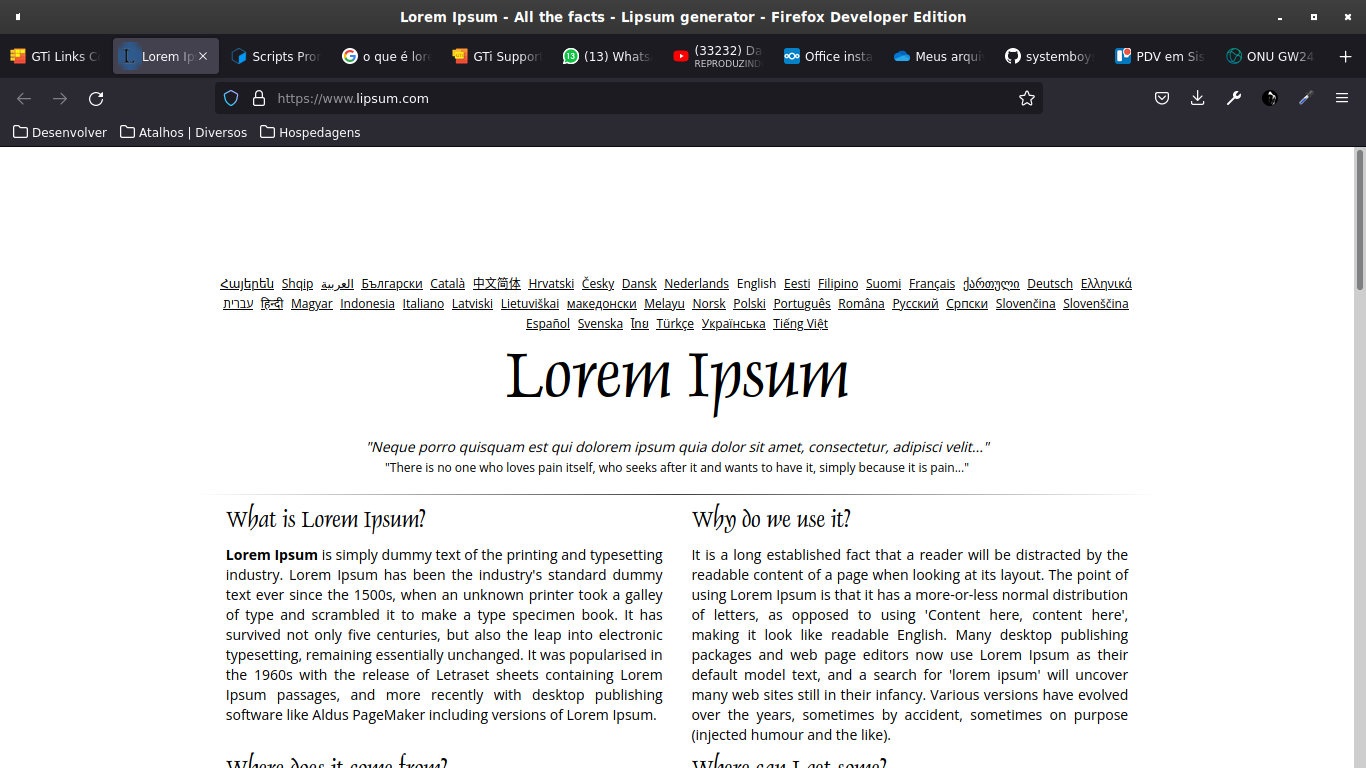 Lorem Ipsum - All the facts - Lipsum generator - Firefox Developer Edition
GTi Links C
Lorem Ip
Scripts Pro
o que é lore
GTi Support
(13) Whats
(33232) Da
REPRODUZIND
Office insta
Meus arqui
systemboy
PDV em Sis
ONU GW24
https://www.lipsum.com
Desenvolver Atalhos | Diversos Hospedagens
Հայերեն Shqip العربية Български Català 中文简体 Hrvatski Česky Dansk Nederlands English Eesti Filipino Suomi Français ქართული Deutsch Ελληνικά
עברית हिन्दी Magyar Indonesia Italiano Latviski Lietuviškai македонски Melayu Norsk Polski Português Româna Pyccкий Српски Slovenčina Slovenščina
Español Svenska ไทย Türkçe Українська Tiếng Việt
Lorem Ipsum
"Neque porro quisquam est qui dolorem ipsum quia dolor sit amet, consectetur, adipisci velit..."
"There is no one who loves pain itself, who seeks after it and wants to have it, simply because it is pain..."
What is Lorem Ipsum?
Lorem Ipsum is simply dummy text of the printing and typesetting
industry. Lorem Ipsum has been the industry's standard dummy
text ever since the 1500s, when an unknown printer took a galley
of type and scrambled it to make a type specimen book. It has
survived not only five centuries, but also the leap into electronic
typesetting, remaining essentially unchanged. It was popularised in
the 1960s with the release of Letraset sheets containing Lorem
Ipsum passages, and more recently with desktop publishing
software like Aldus PageMaker including versions of Lorem Ipsum.
Why do we use it?
It is a long established fact that a reader will be distracted by the
readable content of a page when looking at its layout. The point of
using Lorem Ipsum is that it has a more-or-less normal distribution
of letters, as opposed to using 'Content here, content here',
making it look like readable English. Many desktop publishing
packages and web page editors now use Lorem Ipsum as their
default model text, and a search for 'lorem ipsum' will uncover
many web sites still in their infancy. Various versions have evolved
over the years, sometimes by accident, sometimes on purpose
(injected humour and the like).
Where does it come from?
Where can I get some?